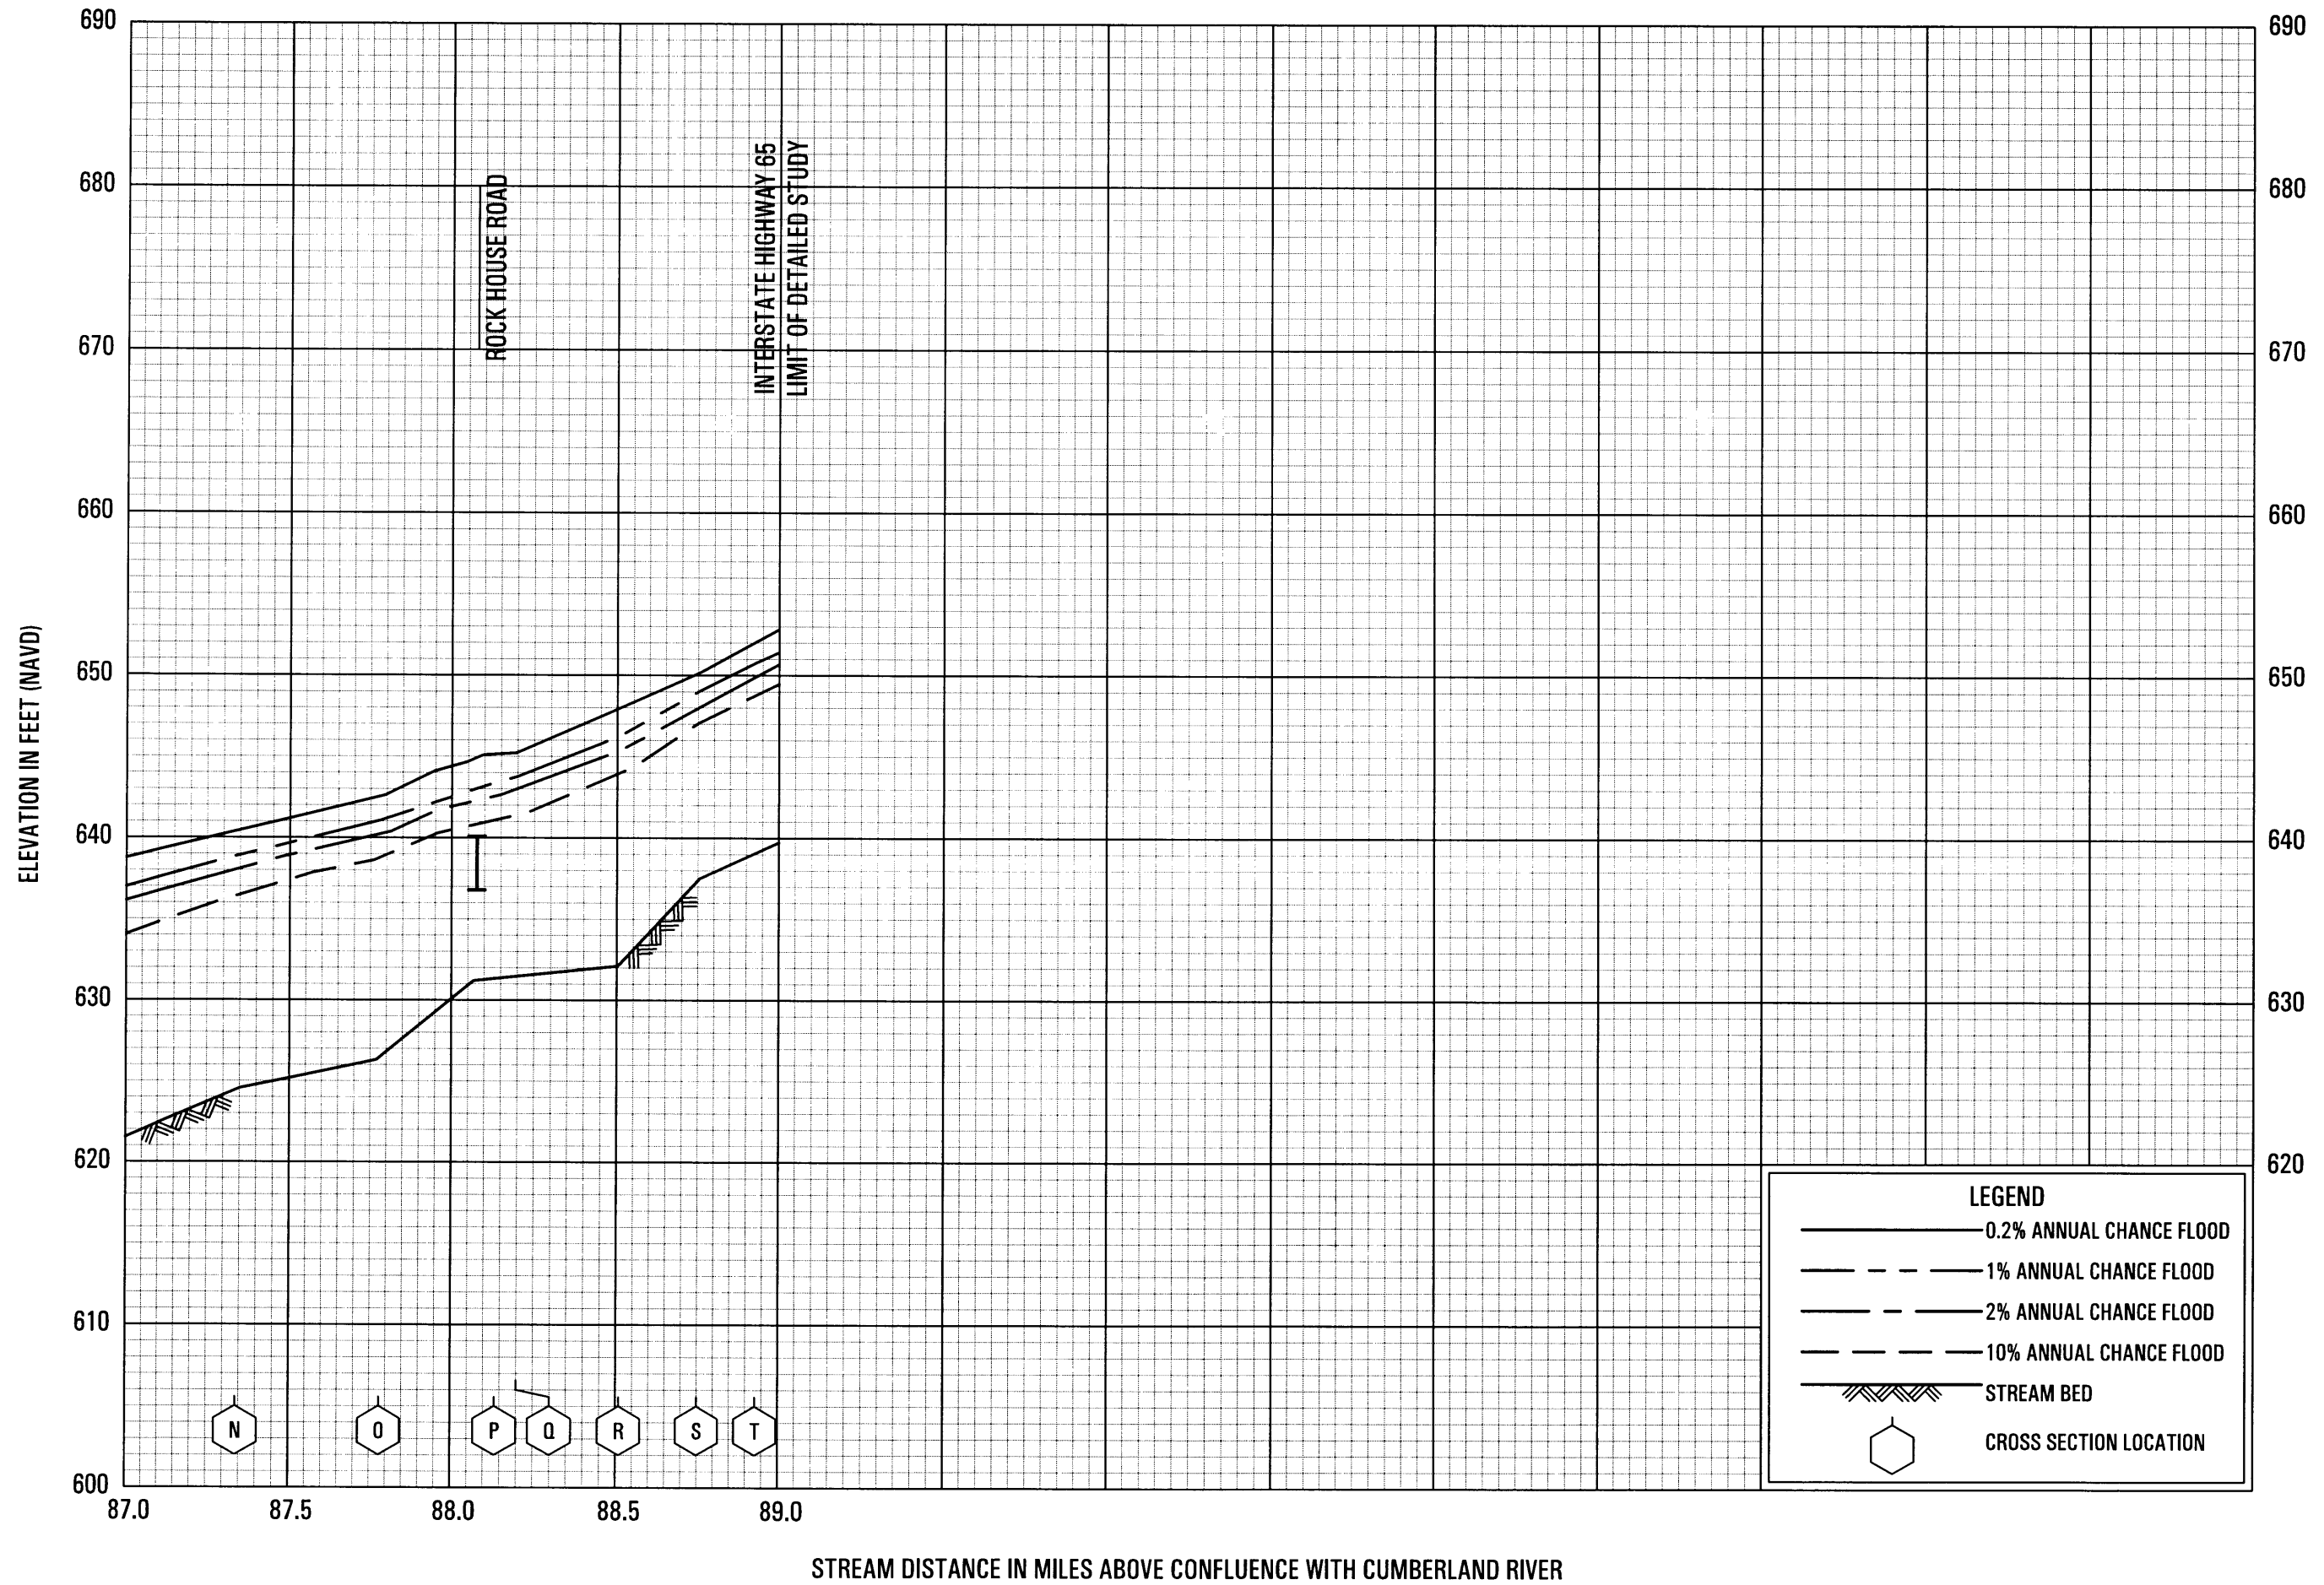 690
680
670
660
650
640
630
620
610
600
ELEVATION IN FEET (NAVD)
ROCK HOUSE ROAD
INTERSTATE HIGHWAY 65
LIMIT OF DETAILED STUDY
690
680
670
660
650
640
630
620
N
O
P
Q
R
S
T
87.0
87.5
88.0
88.5
89.0
STREAM DISTANCE IN MILES ABOVE CONFLUENCE WITH CUMBERLAND RIVER
LEGEND
0.2% ANNUAL CHANCE FLOOD
1% ANNUAL CHANCE FLOOD
2% ANNUAL CHANCE FLOOD
10% ANNUAL CHANCE FLOOD
STREAM BED
CROSS SECTION LOCATION